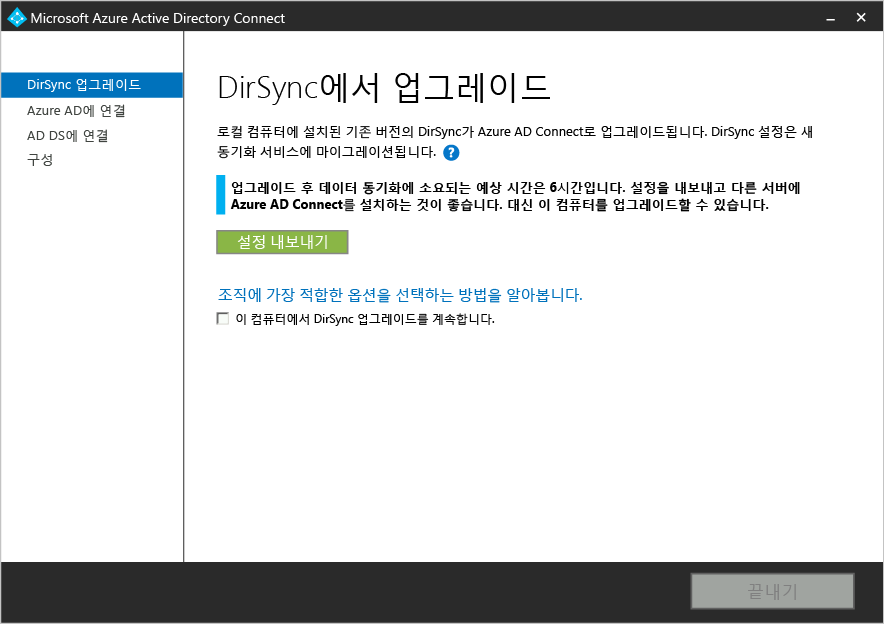 Microsoft Azure Active Directory Connect
DirSync 업그레이드
Azure AD에 연결
AD DS에 연결
구성
DirSync에서 업그레이드
로컬 컴퓨터에 설치된 기존 버전의 DirSync가 Azure AD Connect로 업그레이드됩니다. DirSync 설정은 새
동기화 서비스에 마이그레이션됩니다. ?
업그레이드 후 데이터 동기화에 소요되는 예상 시간은 6시간입니다. 설정을 내보내고 다른 서버에
Azure AD Connect를 설치하는 것이 좋습니다. 대신 이 컴퓨터를 업그레이드할 수 있습니다.
설정 내보내기
조직에 가장 적합한 옵션을 선택하는 방법을 알아봅니다.
이 컴퓨터에서 DirSync 업그레이드를 계속합니다.
끝내기